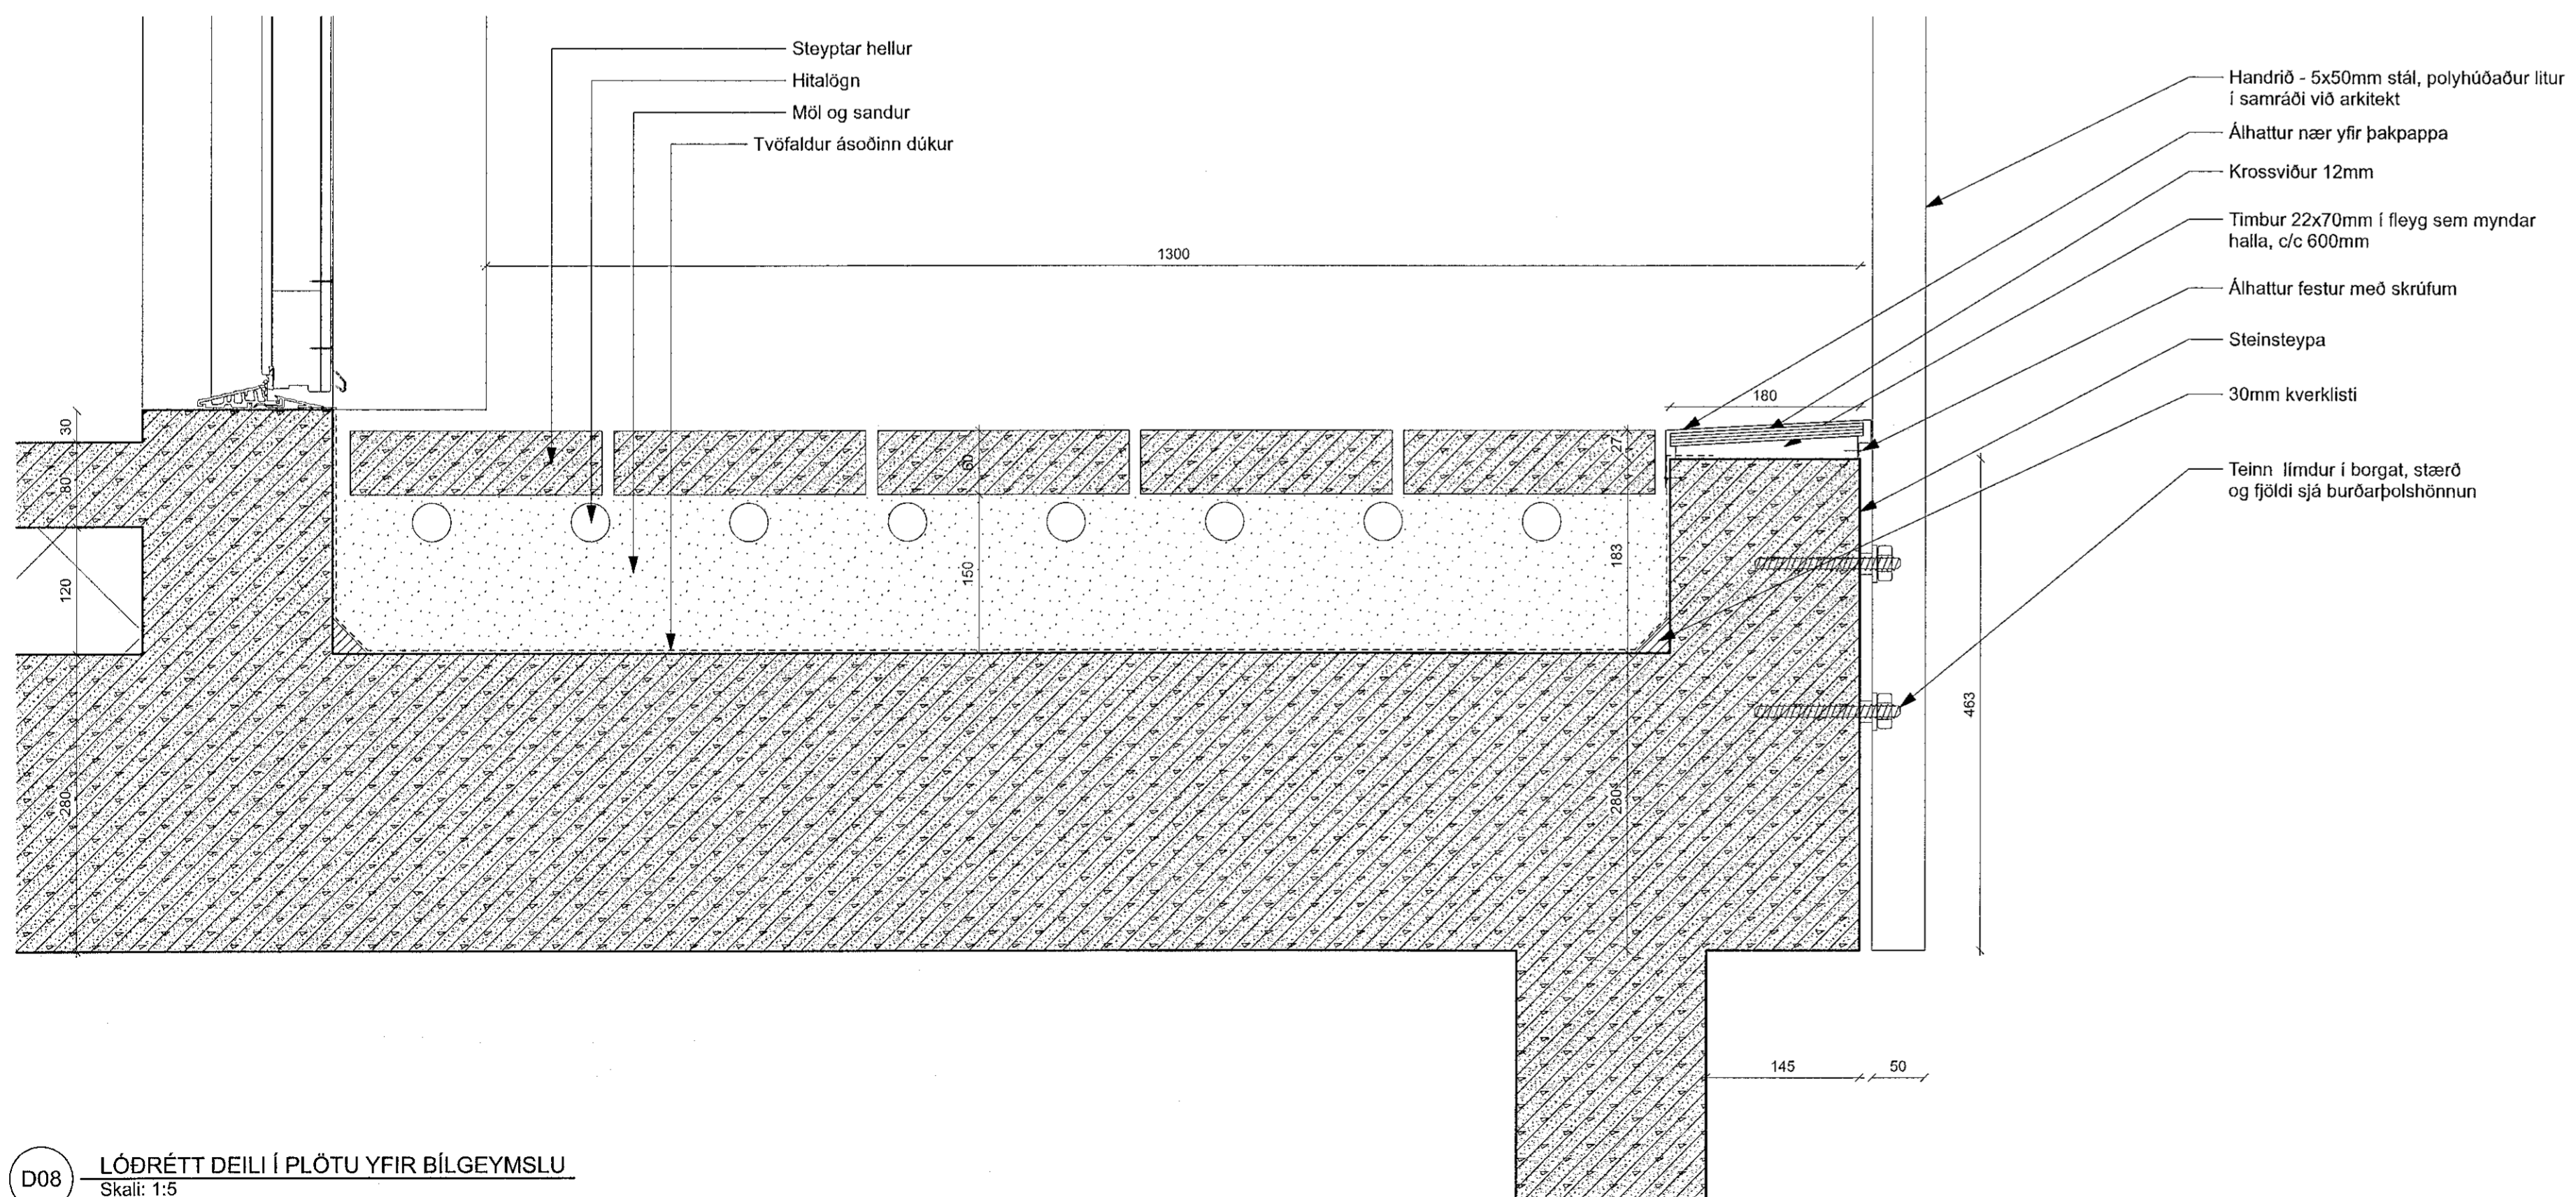 Steyptar hellur
Hitalögn
Möl og sandur
Tvöfaldur ásoðinn dúkur
Handrið - 5x50mm stál, polyhúðaður litur
í samráði við arkitekt
Álhattur nær yfir þakpappa
Krossviður 12mm
Timbur 22x70mm í fleyg sem myndar
halla, c/c 600mm
Álhattur festur með skrúfum
Steinsteypa
30mm kverklisti
Teinn límdur í borgat, stærð
og fjöldi sjá burðarþolshönnun
1300
180
30
80
120
280
60
150
27
183
280
463
145
50
D08
LÓÐRÉTT DEILI Í PLÖTU YFIR BÍLGEYMSLU
Skali: 1:5